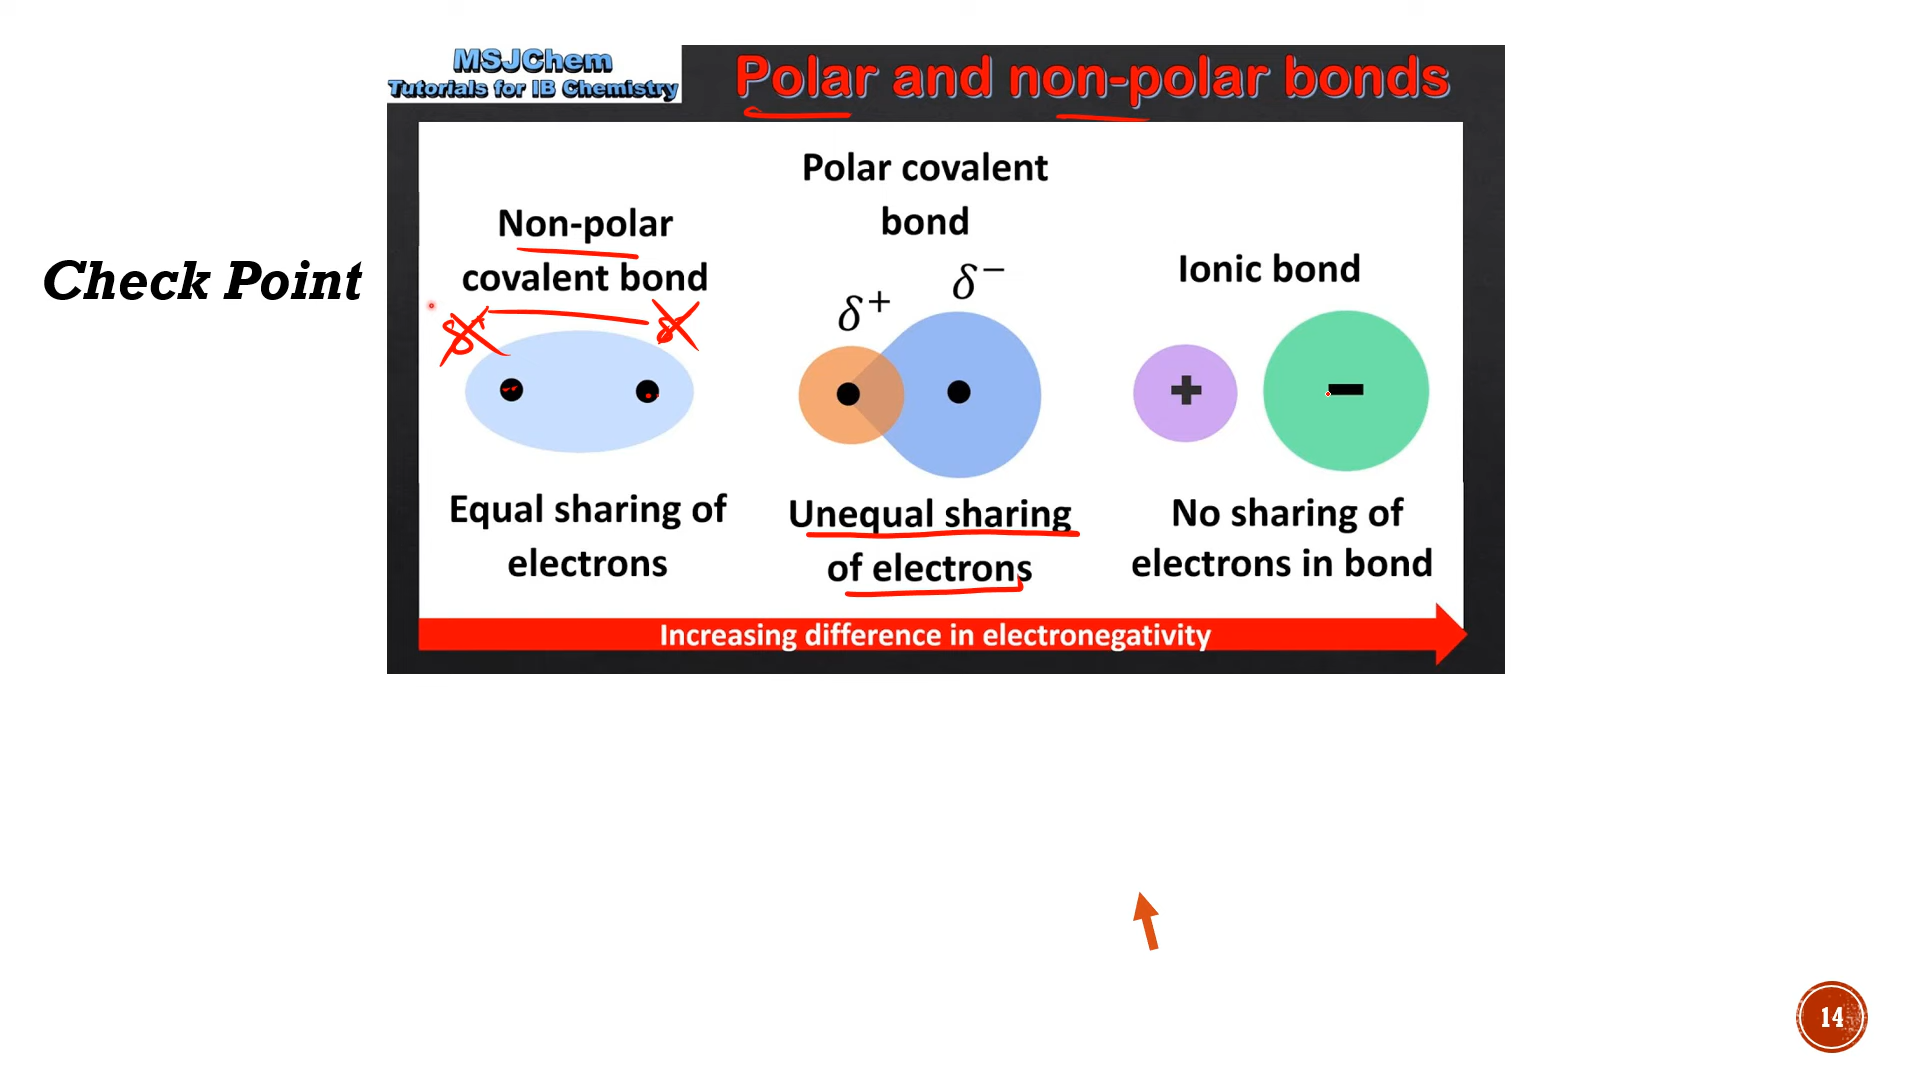 MSJChem
Tutorials for IB Chemistry
Polar and non-polar bonds
Check Point
Non-polar
covalent bond
δ+ δ-
Equal sharing of
electrons
Polar covalent
bond
δ+ δ−
Unequal sharing
of electrons
Ionic bond
+ −
No sharing of
electrons in bond
Increasing difference in electronegativity
14